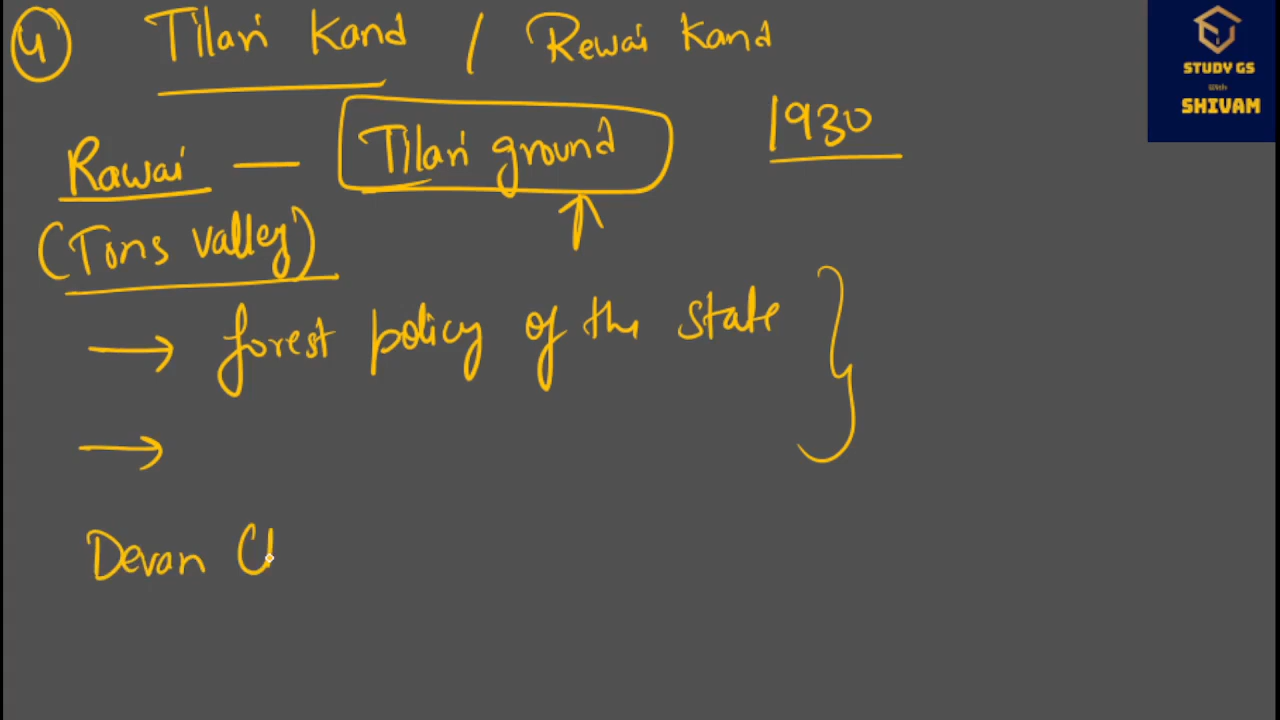 4 Tilari Kand / Rewai Kand
Rawai — Tilari ground 1930
(Tons valley)
→ forest policy of the state
→
Devan C
STUDY GS
With
SHIVAM